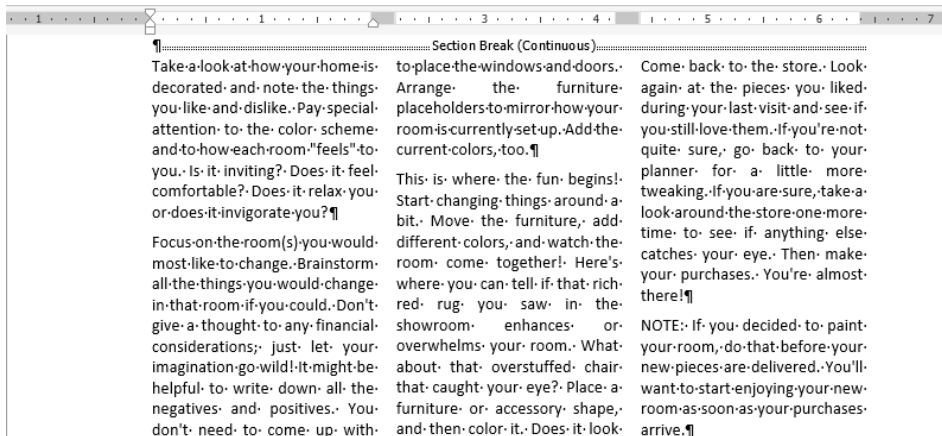 1 1 3 4 5 6 7
¶ Section Break (Continuous)
Take a look at how your home is
decorated and note the things
you like and dislike. Pay special
attention to the color scheme
and to how each room "feels" to
you. Is it inviting? Does it feel
comfortable? Does it relax you
or does it invigorate you?¶
Focus on the room(s) you would
most like to change. Brainstorm
all the things you would change
in that room if you could. Don't
give a thought to any financial
considerations; just let your
imagination go wild! It might be
helpful to write down all the
negatives and positives. You
don't need to come up with
to place the windows and doors.
Arrange the furniture
placeholders to mirror how your
room is currently set up. Add the
current colors, too.¶
This is where the fun begins!
Start changing things around a
bit. Move the furniture, add
different colors, and watch the
room come together! Here's
where you can tell if that rich
red rug you saw in the
showroom enhances or
overwhelms your room. What
about that overstuffed chair
that caught your eye? Place a
furniture or accessory shape,
and then color it. Does it look
Come back to the store. Look
again at the pieces you liked
during your last visit and see if
you still love them. If you're not
quite sure, go back to your
planner for a little more
tweaking. If you are sure, take a
look around the store one more
time to see if anything else
catches your eye. Then make
your purchases. You're almost
there!¶
NOTE: If you decided to paint
your room, do that before your
new pieces are delivered. You'll
want to start enjoying your new
room as soon as your purchases
arrive.¶